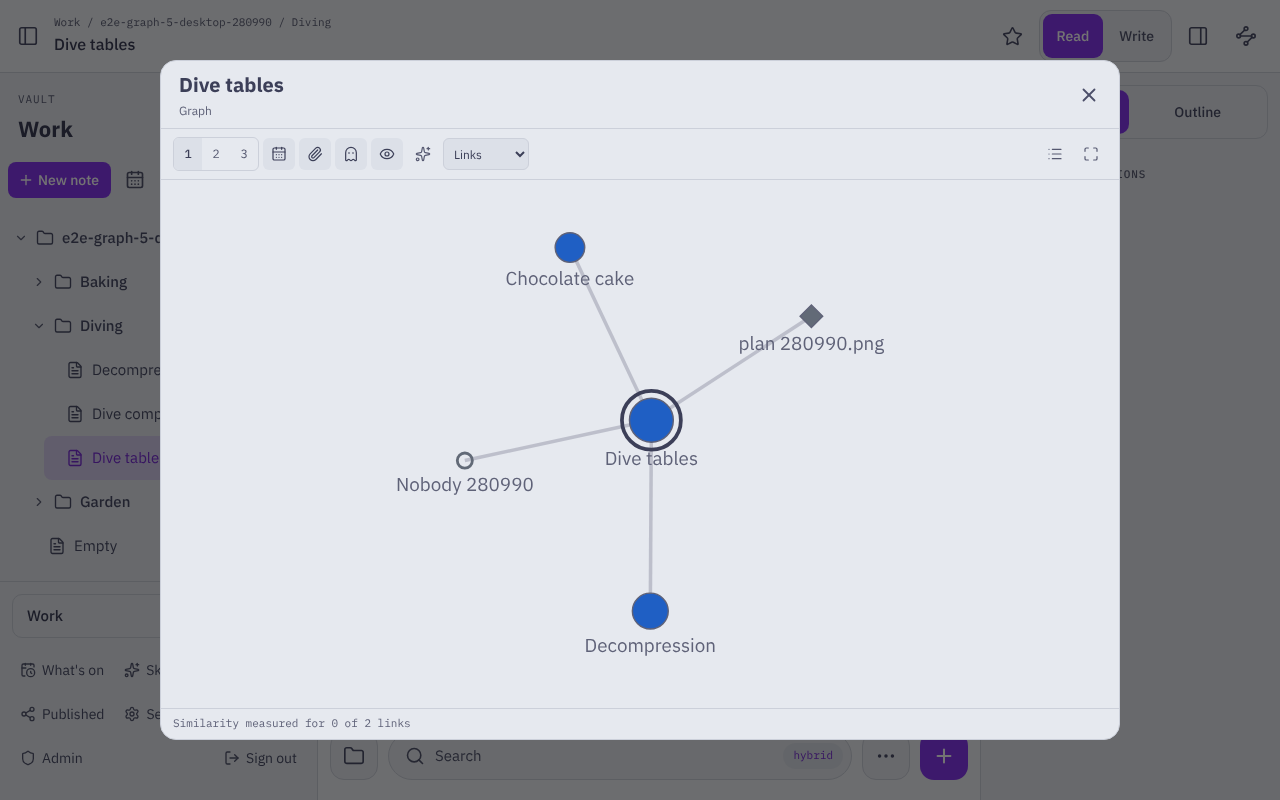 Work / e2e-graph-5-desktop-280990 / Diving
Dive tables
Read
Write
VAULT
Work
New note
e2e-graph-5-d
Baking
Diving
Decompre
Dive comp
Dive table
Garden
Empty
Work
What's on
Sk
Published
Se
Admin
Sign out
Dive tables
Graph
1
2
3
Links
Chocolate cake
plan 280990.png
Dive tables
Nobody 280990
Decompression
Similarity measured for 0 of 2 links
Outline
IONS
Search
hybrid